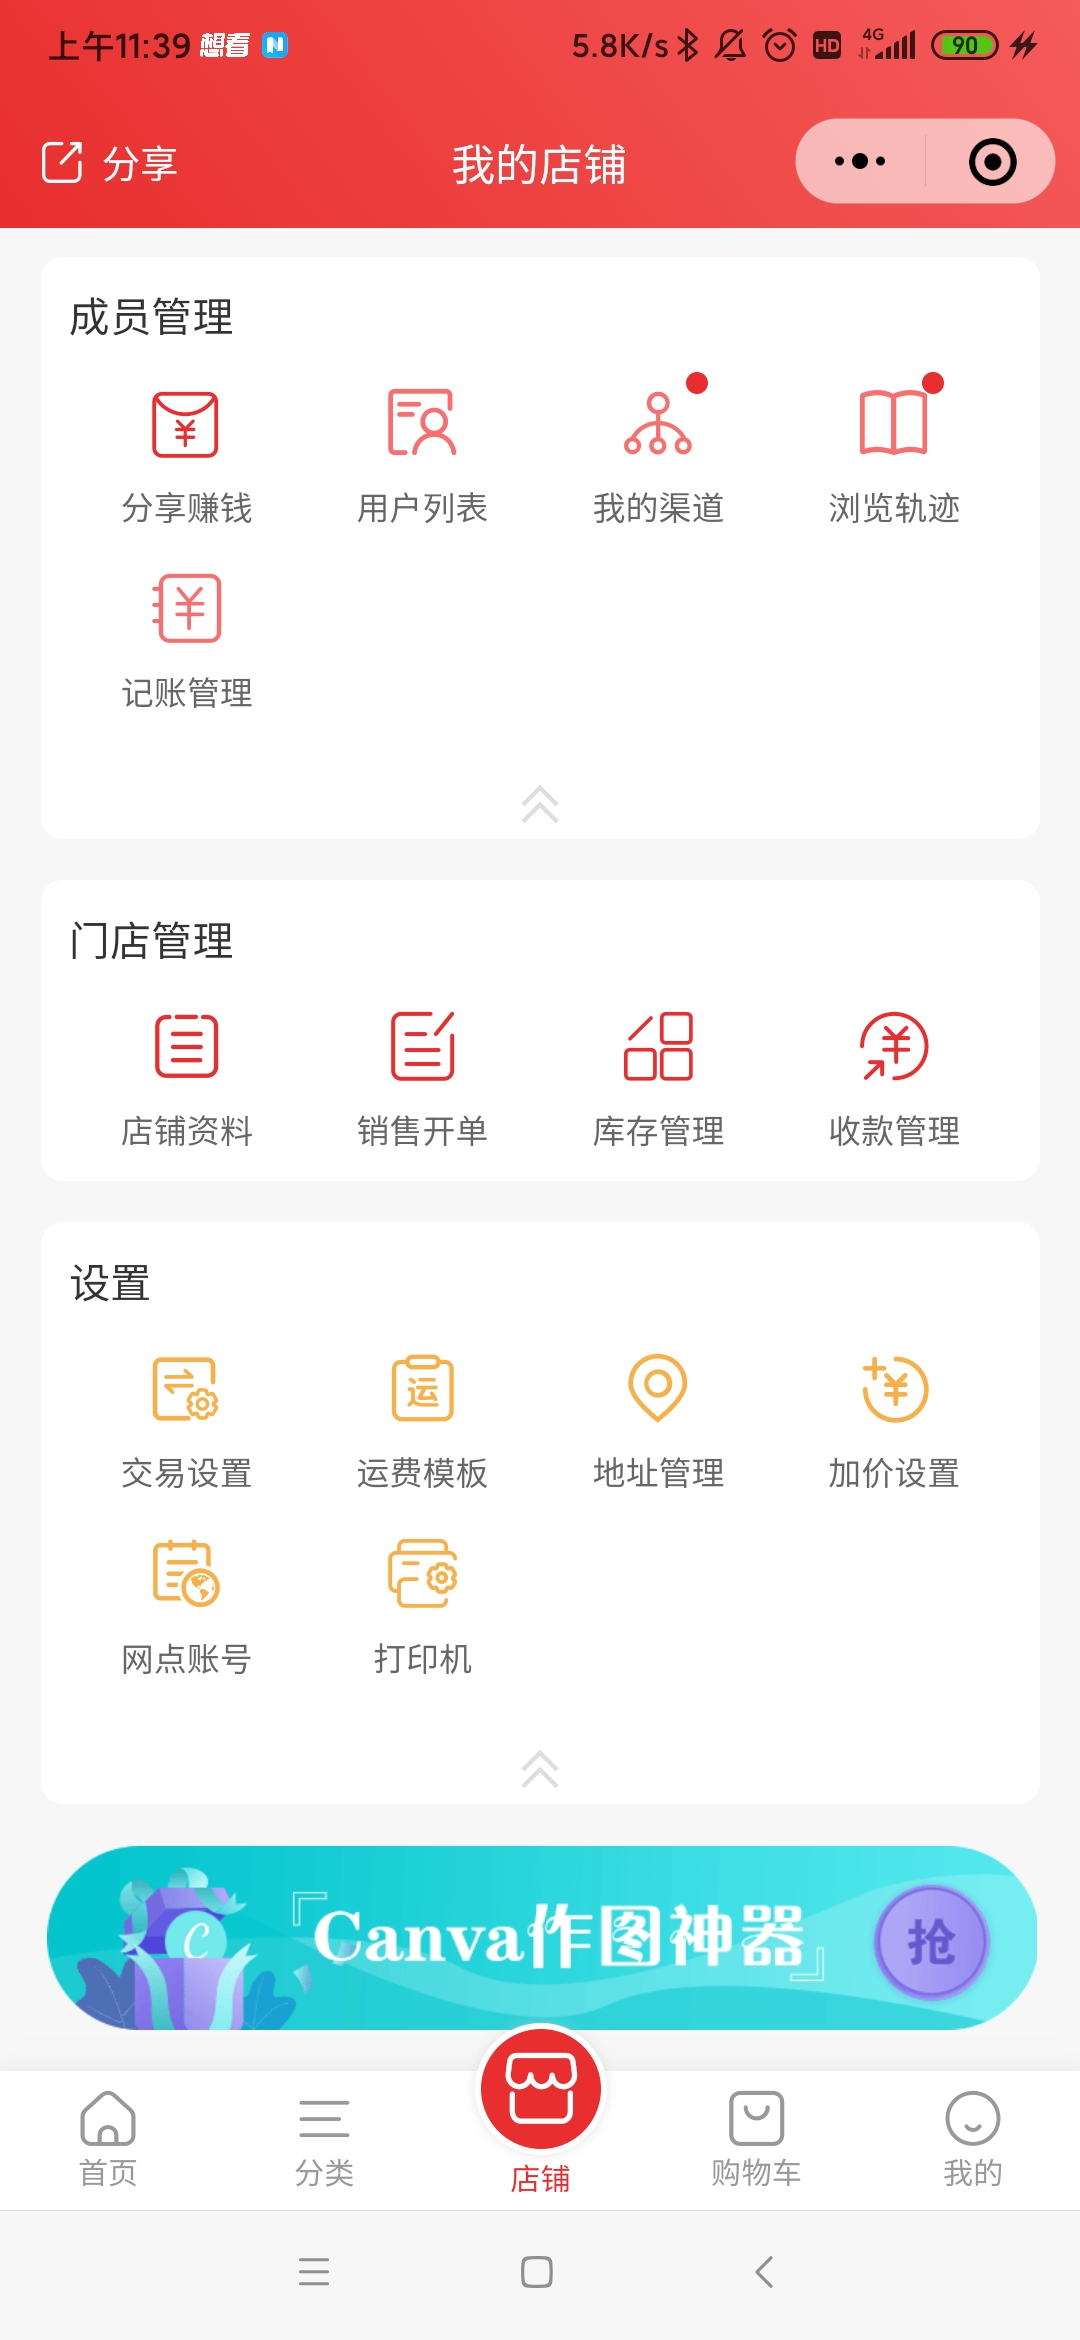 上午11:39 想看 N 5.8K/s HD 4G 90
分享 我的店铺
成员管理
分享赚钱 用户列表 我的渠道 浏览轨迹
记账管理
门店管理
店铺资料 销售开单 库存管理 收款管理
设置
运
交易设置 运费模板 地址管理 加价设置
网点账号 打印机
C 『Canva作图神器』 抢
首页 分类 店铺 购物车 我的